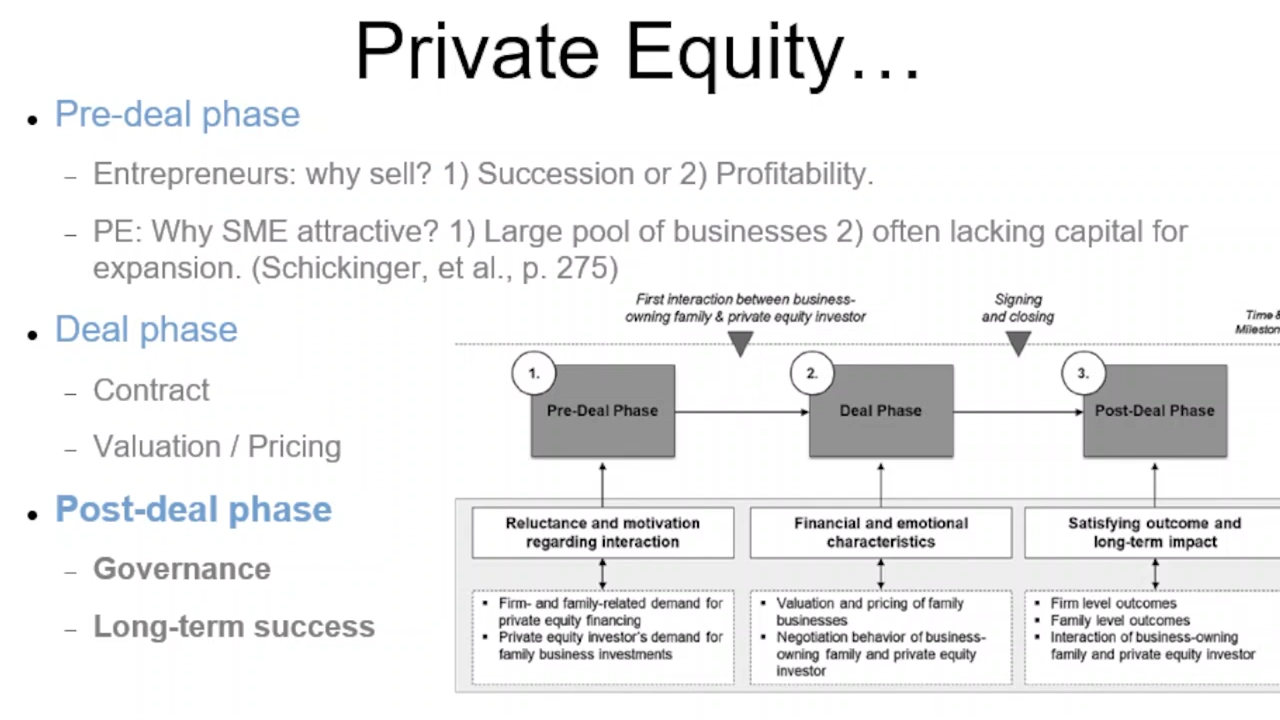 Private Equity…
• Pre-deal phase
– Entrepreneurs: why sell? 1) Succession or 2) Profitability.
– PE: Why SME attractive? 1) Large pool of businesses 2) often lacking capital for
expansion. (Schickinger, et al., p. 275)
• Deal phase
– Contract
– Valuation / Pricing
• Post-deal phase
– Governance
– Long-term success
First interaction between business-
owning family & private equity investor
Signing
and closing
Time &
1.
Pre-Deal Phase
2.
Deal Phase
3.
Post-Deal Phase
Reluctance and motivation
regarding interaction
Financial and emotional
characteristics
Satisfying outcome and
long-term impact
▪ Firm- and family-related demand for
private equity financing
▪ Private equity investor's demand for
family business investments
▪ Valuation and pricing of family
businesses
▪ Negotiation behavior of business-
owning family and private equity
investor
▪ Firm level outcomes
▪ Family level outcomes
▪ Interaction of business-owning
family and private equity investor